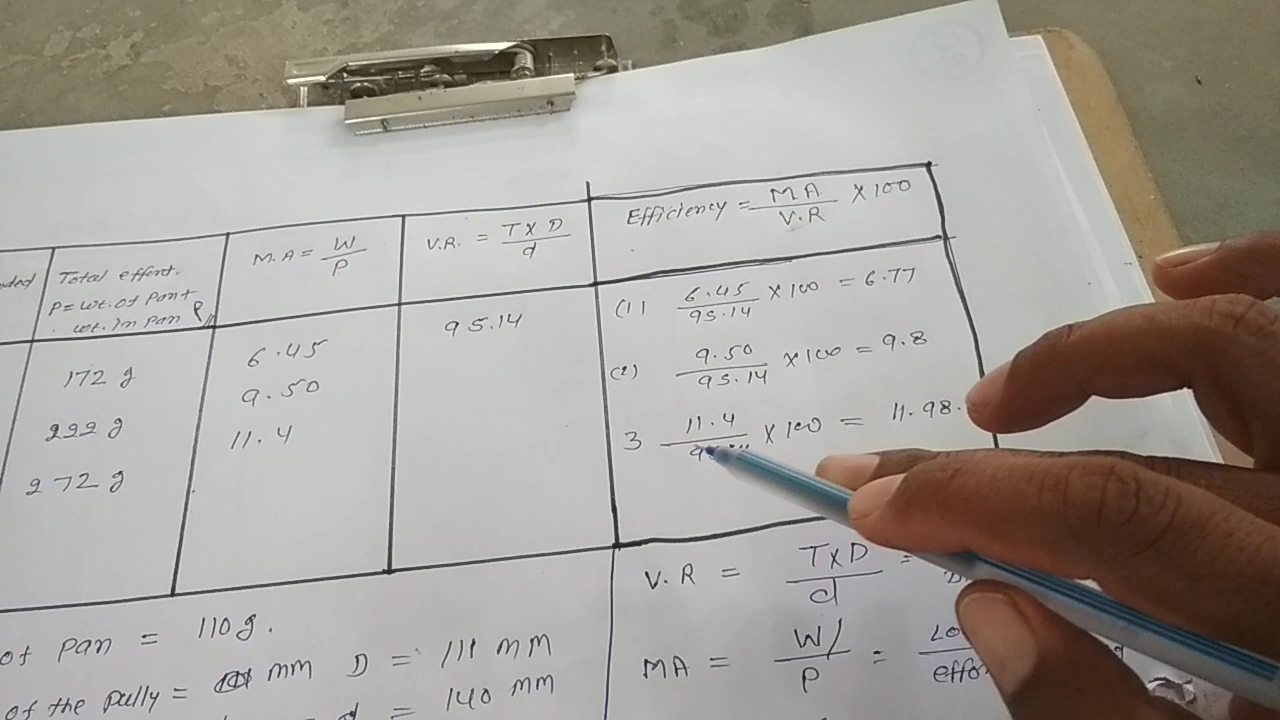 Total effort.
P = wt. of Pan +
wt. in pan P
M.A = W/P
V.R. = T X D / d
Efficiency = M A / V.R X 100
172 g
222 g
272 g
6.45
9.50
11.4
95.14
(1) 6.45 / 95.14 X 100 = 6.77
(2) 9.50 / 95.14 X 100 = 9.8
3 11.4 / X 100 = 11.98.
of pan = 110 g.
of the pully = mm D = 111 mm
d = 140 mm
V.R = T X D / d =
MA = W/ / P =